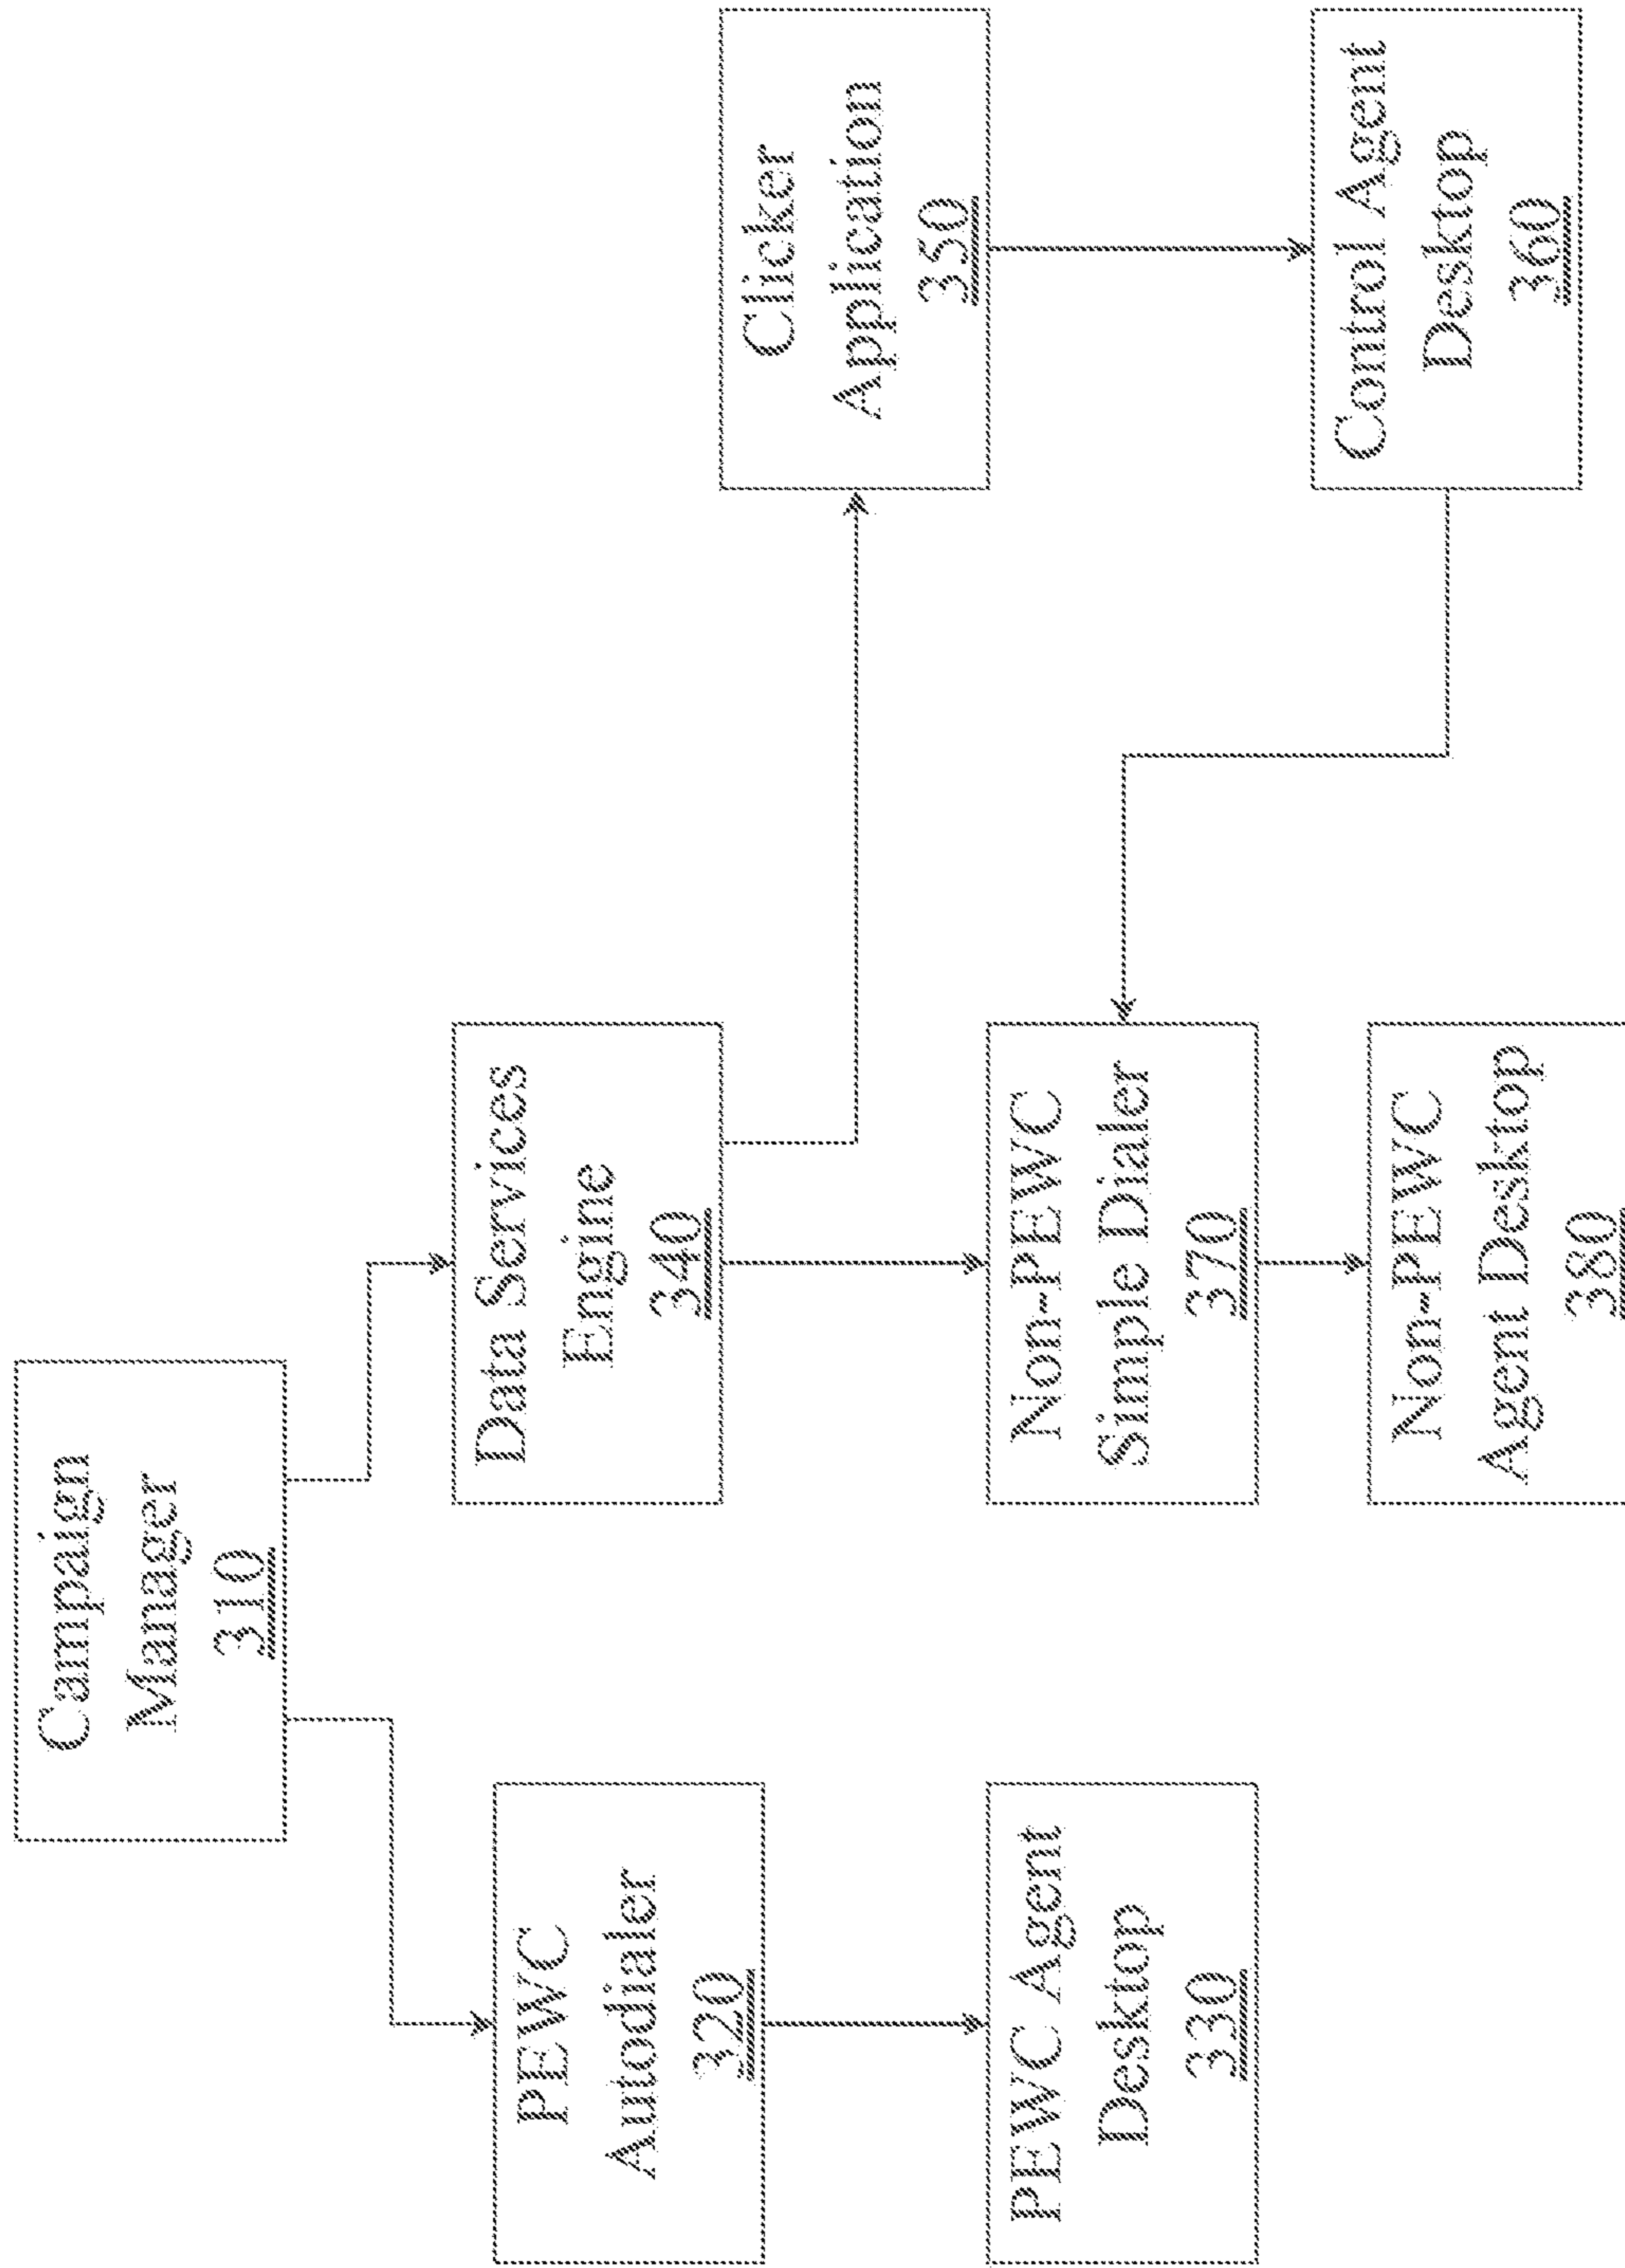 Campaign
Manager
310
PEWC
Autodialer
320
PEWC Agent
Desktop
330
Data Services
Engine
340
Clicker
Application
350
Control Agent
Desktop
360
Non-PEWC
Simple Dialer
370
Non-PEWC
Agent Desktop
380